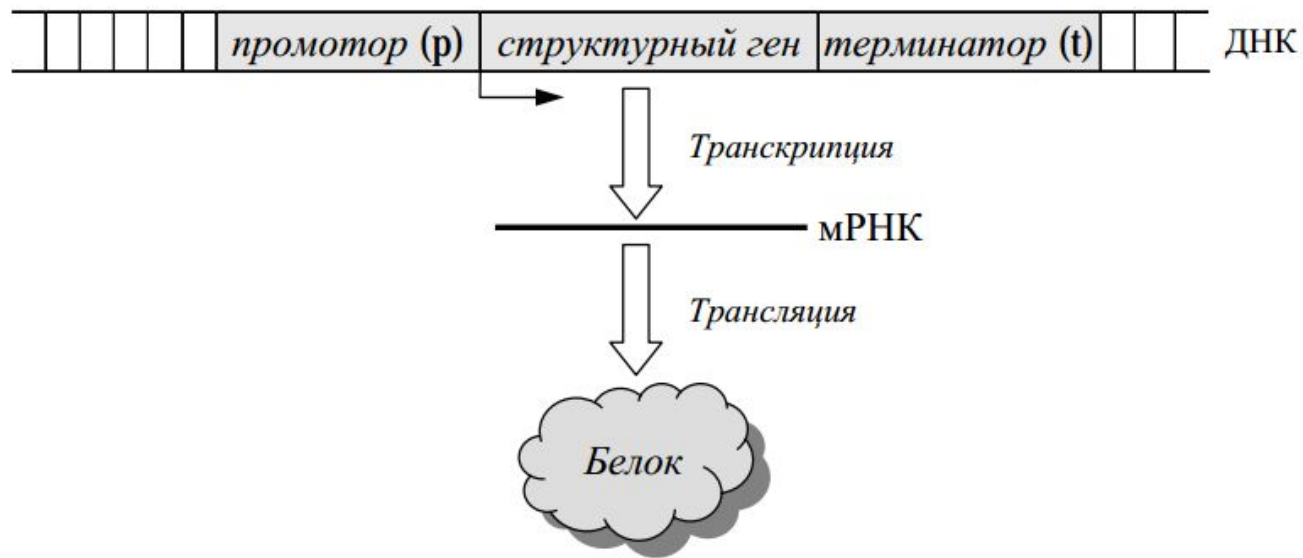 промотор (p) структурный ген терминатор (t) ДНК
Транскрипция
мРНК
Трансляция
Белок